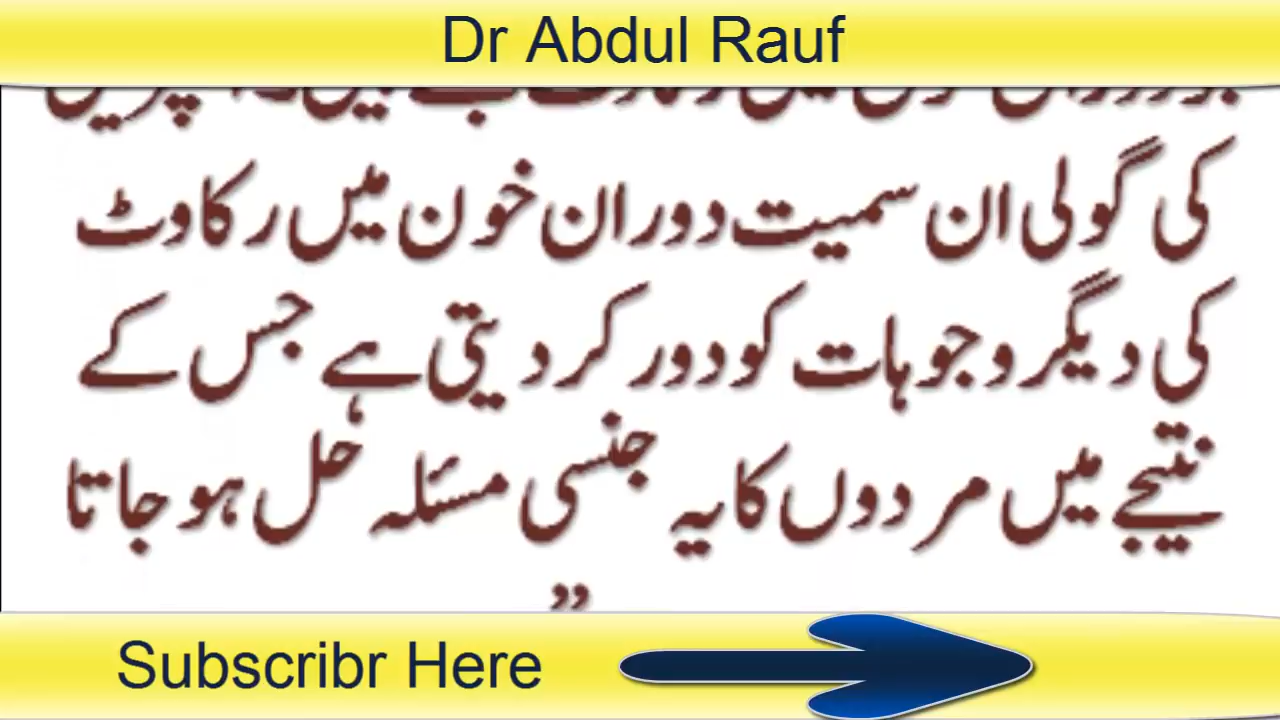 Dr Abdul Rauf
کی گولی ان سمیت دوران خون میں رکاوٹ
کی دیگر وجوہات کو دور کر دیتی ہے جس کے
نتیجے میں مردوں کا یہ جنسی مسئلہ حل ہو جاتا
Subscribr Here